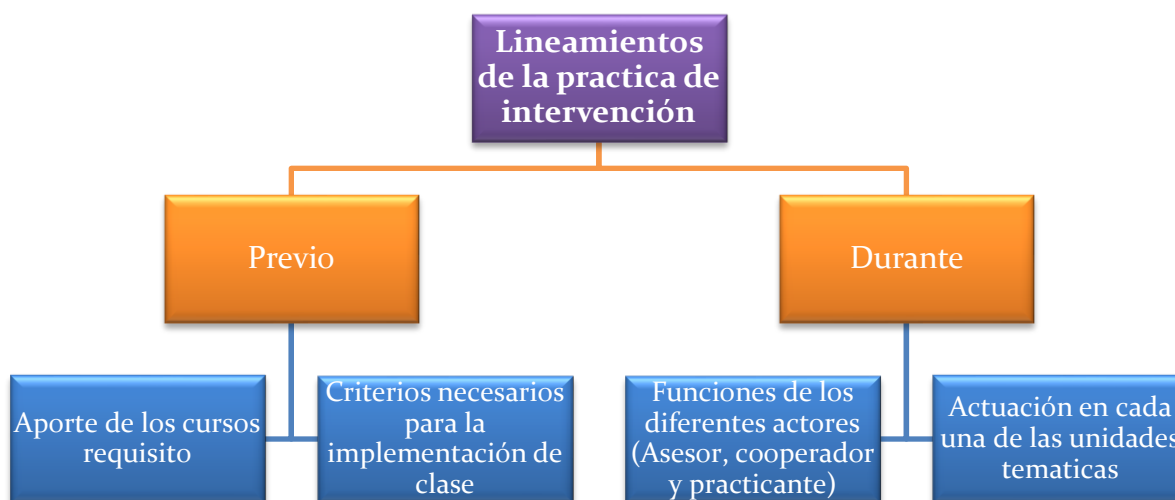 Lineamientos
de la practica de
intervención
Previo
Durante
Aporte de los cursos
requisito
Criterios necesarios
para la
implementación de
clase
Funciones de los
diferentes actores
(Asesor, cooperador
y practicante)
Actuación en cada
una de las unidades
tematicas